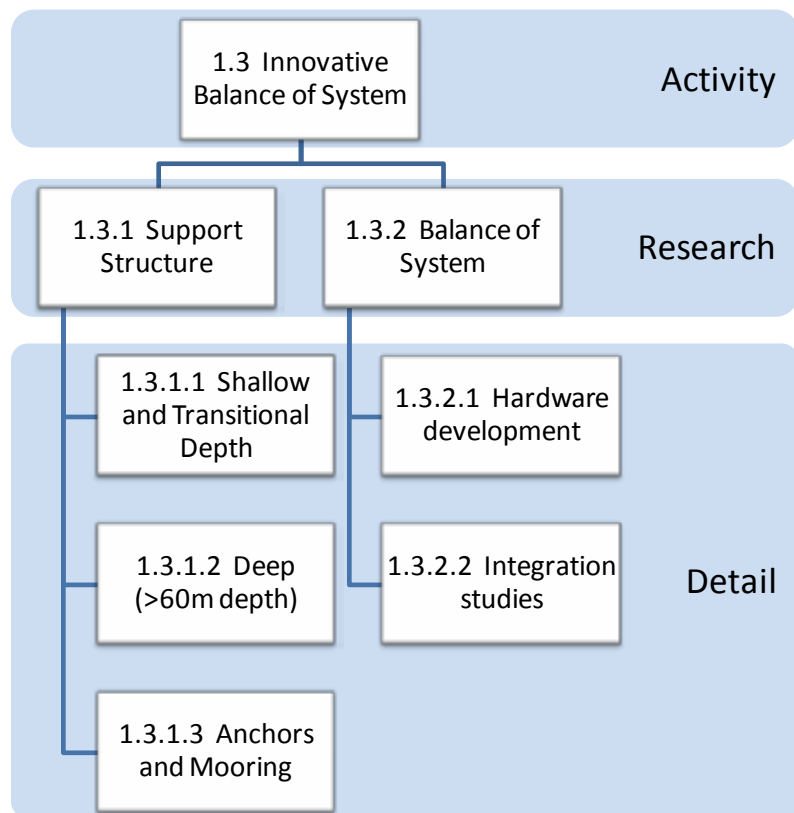 1.3 Innovative
Balance of System
Activity
1.3.1 Support
Structure
1.3.2 Balance of
System
Research
1.3.1.1 Shallow
and Transitional
Depth
1.3.2.1 Hardware
development
1.3.1.2 Deep
(>60m depth)
1.3.2.2 Integration
studies
Detail
1.3.1.3 Anchors
and Mooring